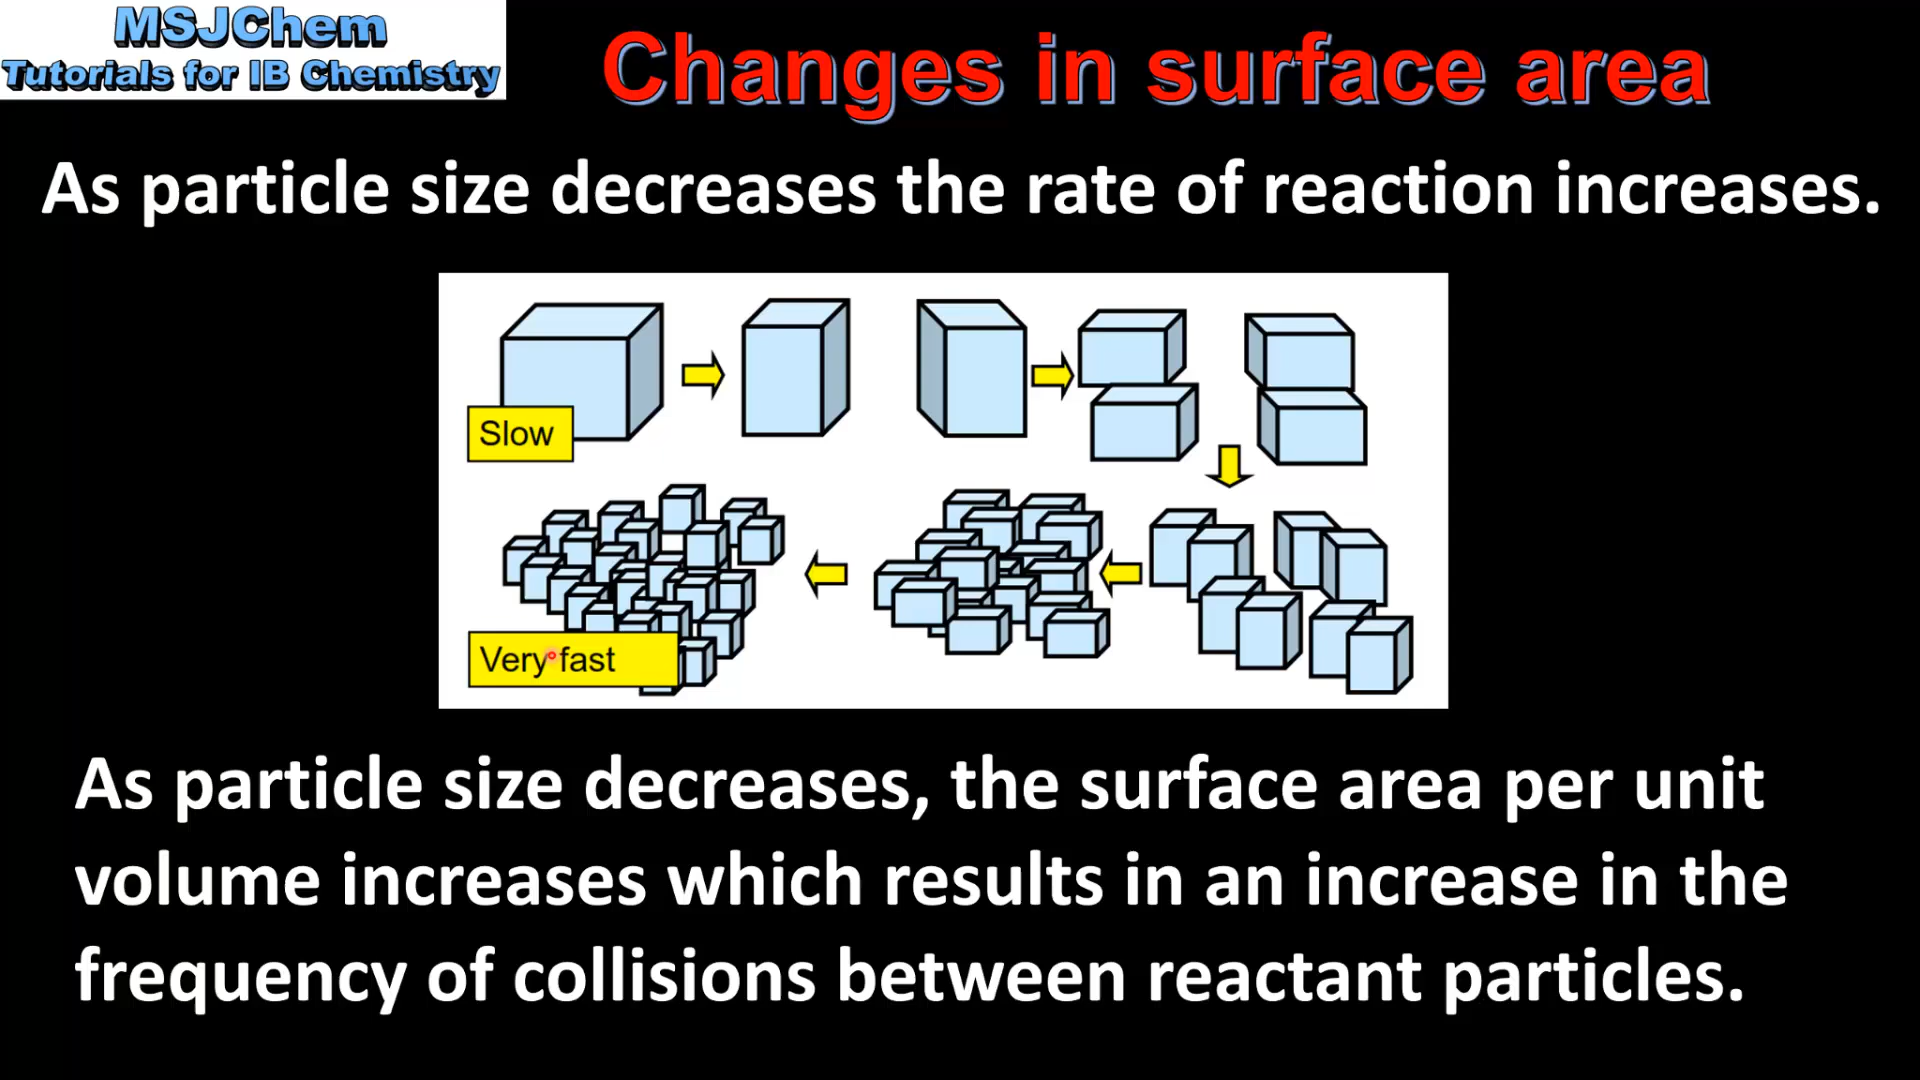 MSJChem
Tutorials for IB Chemistry
Changes in surface area
As particle size decreases the rate of reaction increases.
Slow
Very fast
As particle size decreases, the surface area per unit
volume increases which results in an increase in the
frequency of collisions between reactant particles.